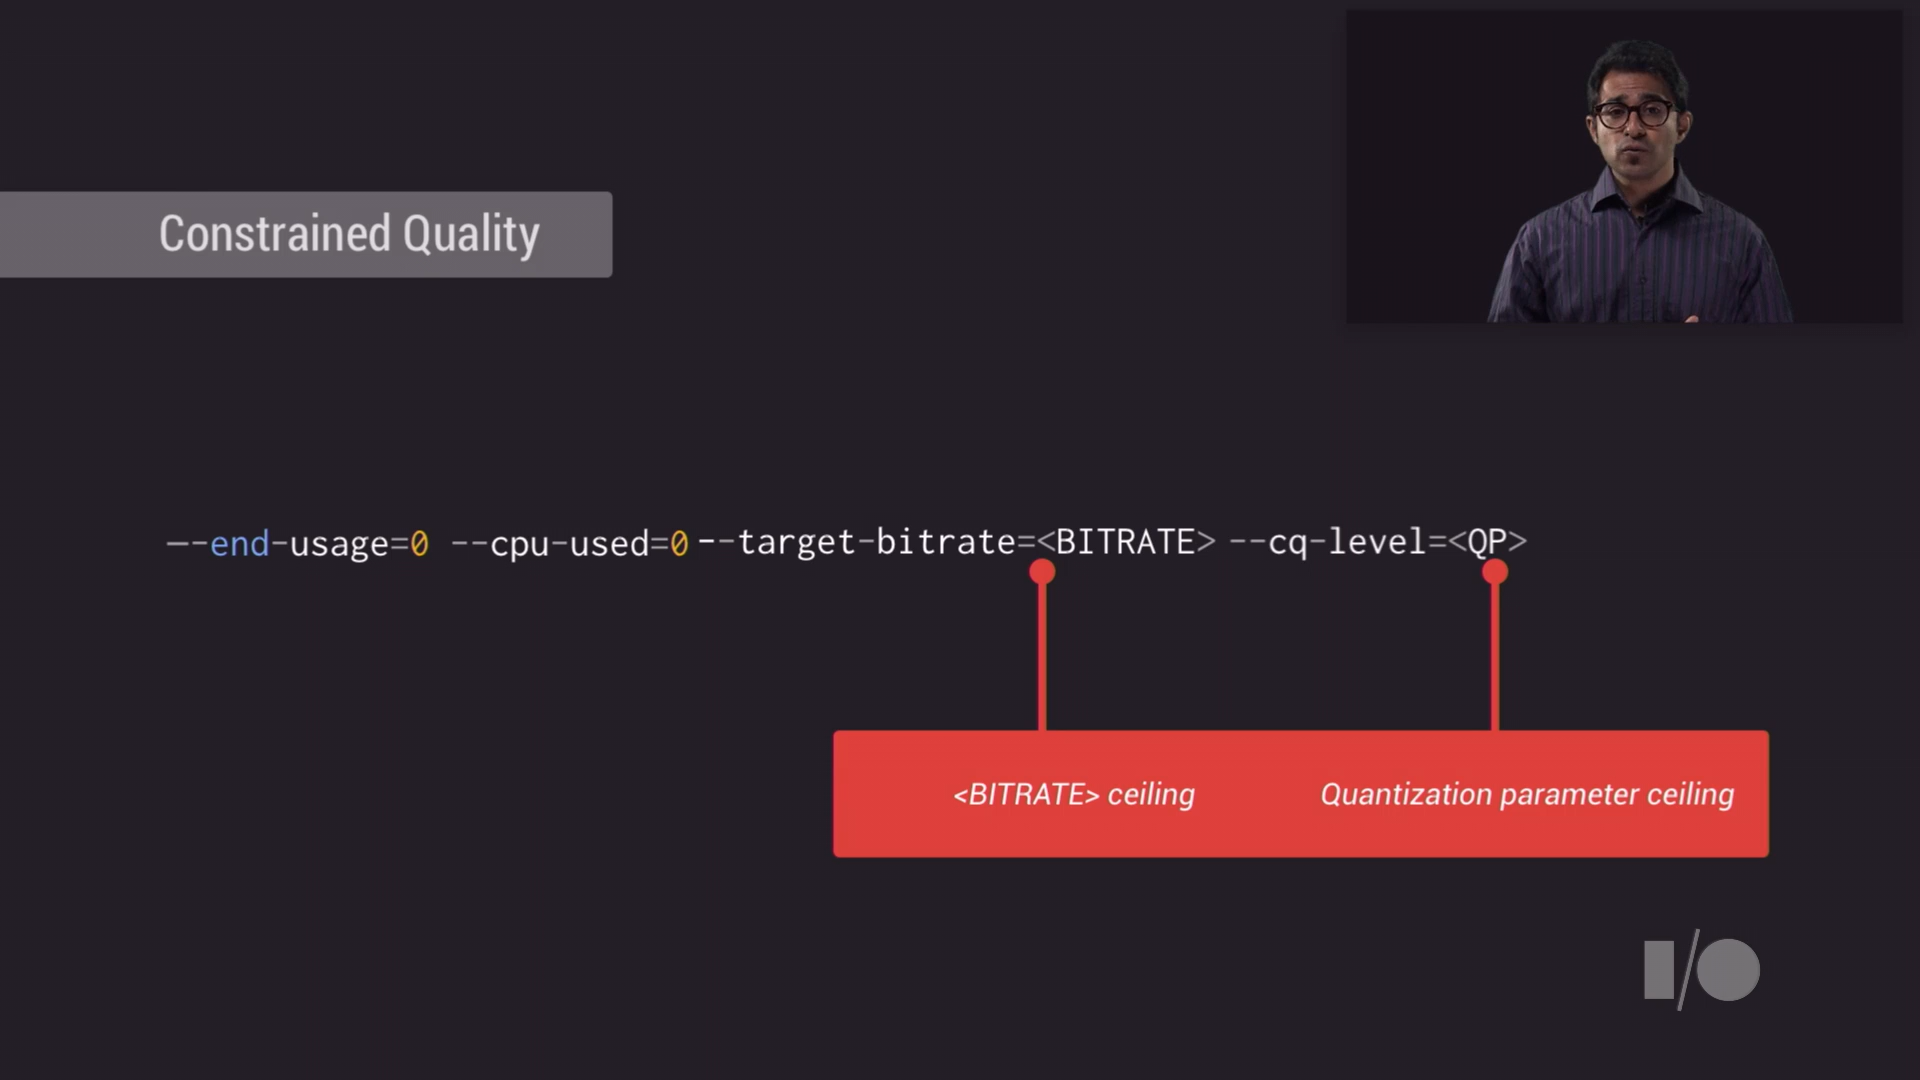 Constrained Quality
--end-usage=0 --cpu-used=0 --target-bitrate=<BITRATE> --cq-level=<QP>
<BITRATE> ceiling Quantization parameter ceiling
I/O